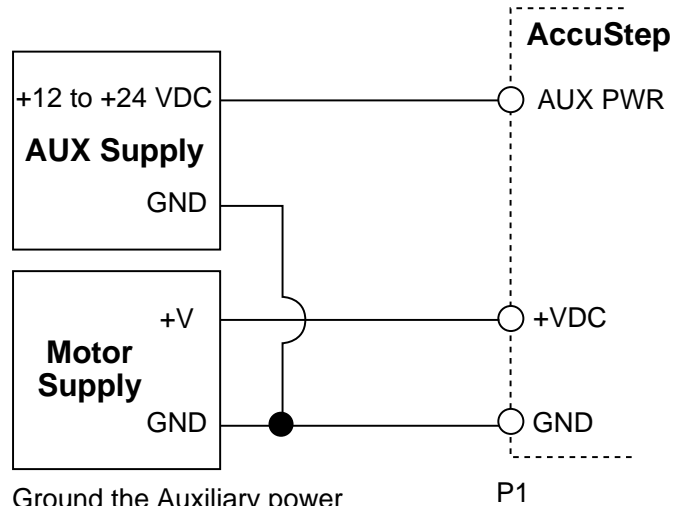 AccuStep
+12 to +24 VDC
AUX PWR
AUX Supply
GND
+V
+VDC
Motor
Supply
GND
GND
P1
Ground the Auxiliary power